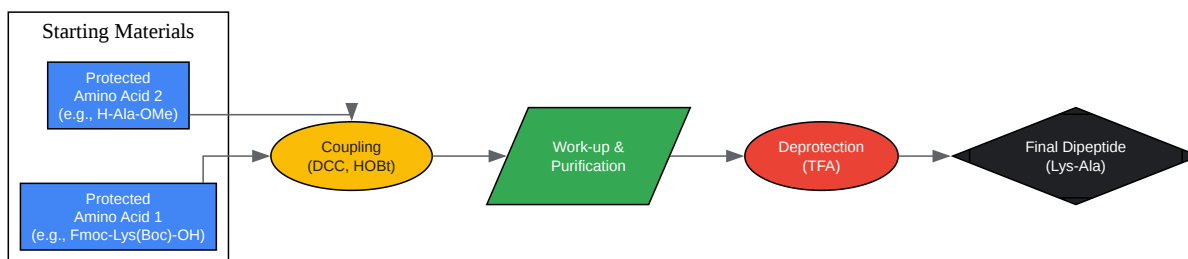 Starting Materials
Protected
Amino Acid 2
(e.g., H-Ala-OMe)
Protected
Amino Acid 1
(e.g., Fmoc-Lys(Boc)-OH)
Coupling
(DCC, HOBt)
Work-up &
Purification
Deprotection
(TFA)
Final Dipeptide
(Lys-Ala)